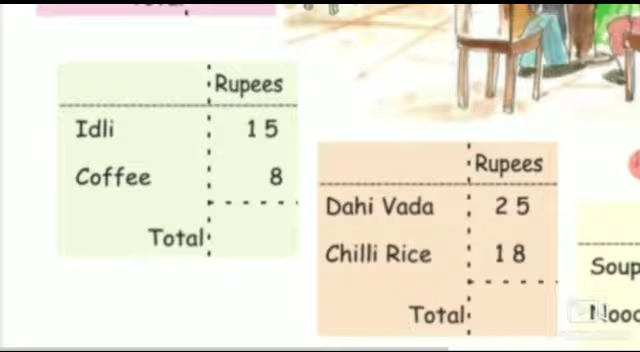 Rupees
Idli 15
Coffee 8
Total
Rupees
Dahi Vada 25
Chilli Rice 18
Total
Soup